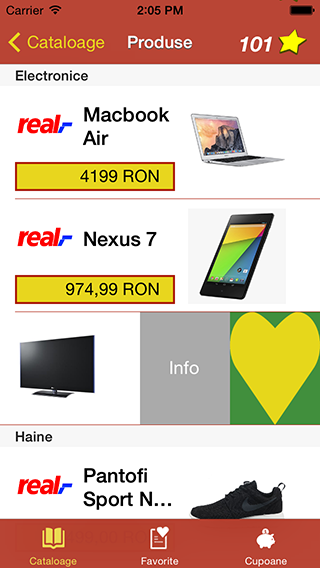 Carrier 2:05 PM
Cataloage Produse 101
Electronice
real,-
Macbook
Air
4199 RON
real,-
Nexus 7
974,99 RON
Info
Haine
real,-
Pantofi
Sport N...
Cataloage Favorite Cupoane